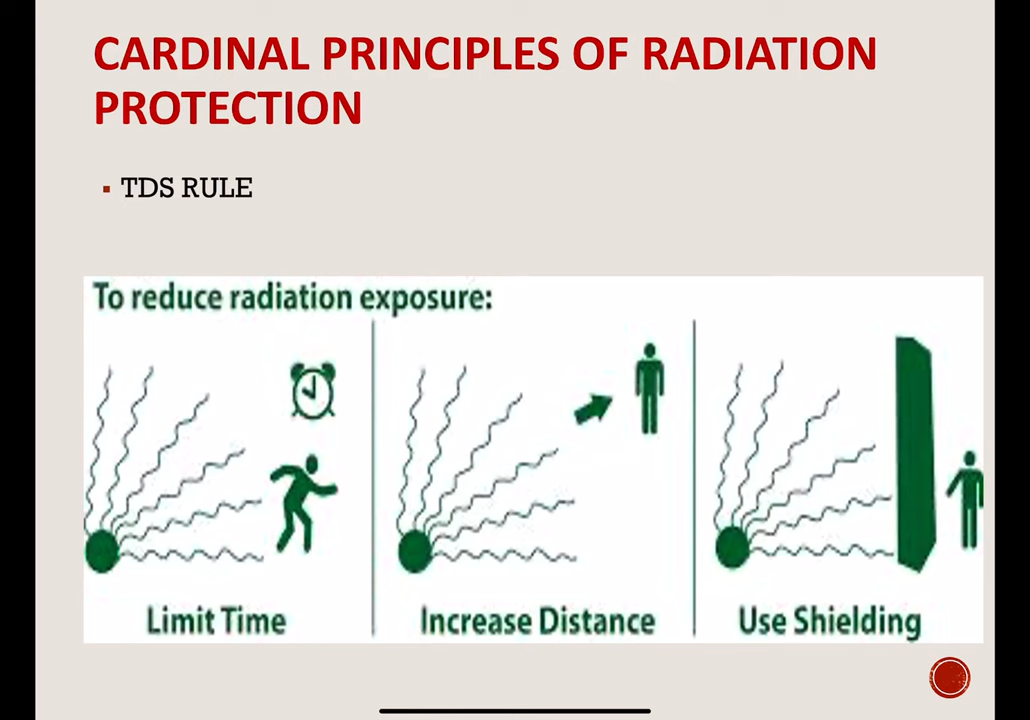 CARDINAL PRINCIPLES OF RADIATION
PROTECTION
TDS RULE
To reduce radiation exposure:
Limit Time
Increase Distance
Use Shielding